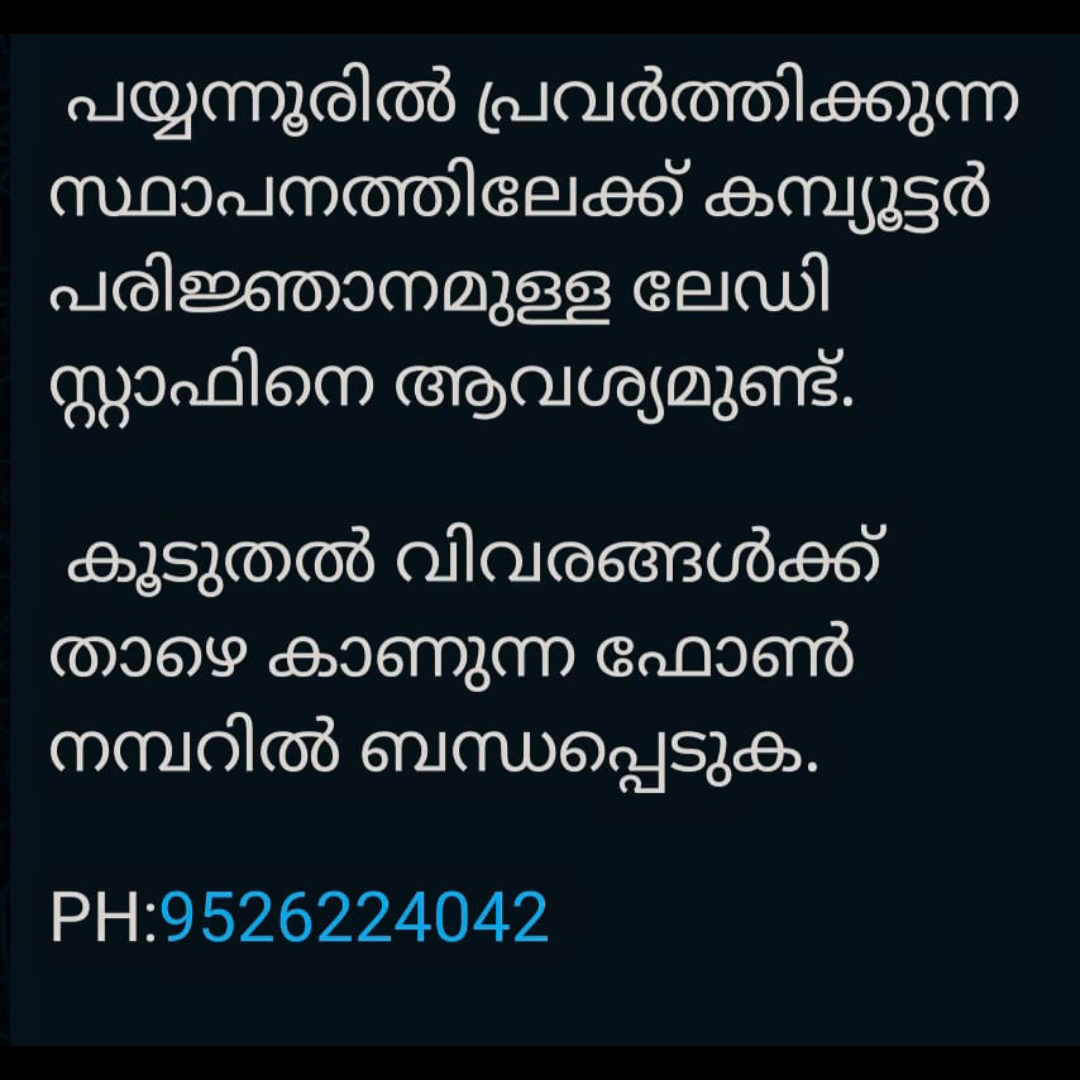 പയ്യന്നൂരിൽ പ്രവർത്തിക്കുന്ന
സ്ഥാപനത്തിലേക്ക് കമ്പ്യൂട്ടർ
പരിജ്ഞാനമുള്ള ലേഡി
സ്റ്റാഫിനെ ആവശ്യമുണ്ട്.
കൂടുതൽ വിവരങ്ങൾക്ക്
താഴെ കാണുന്ന ഫോൺ
നമ്പറിൽ ബന്ധപ്പെടുക.
PH:9526224042